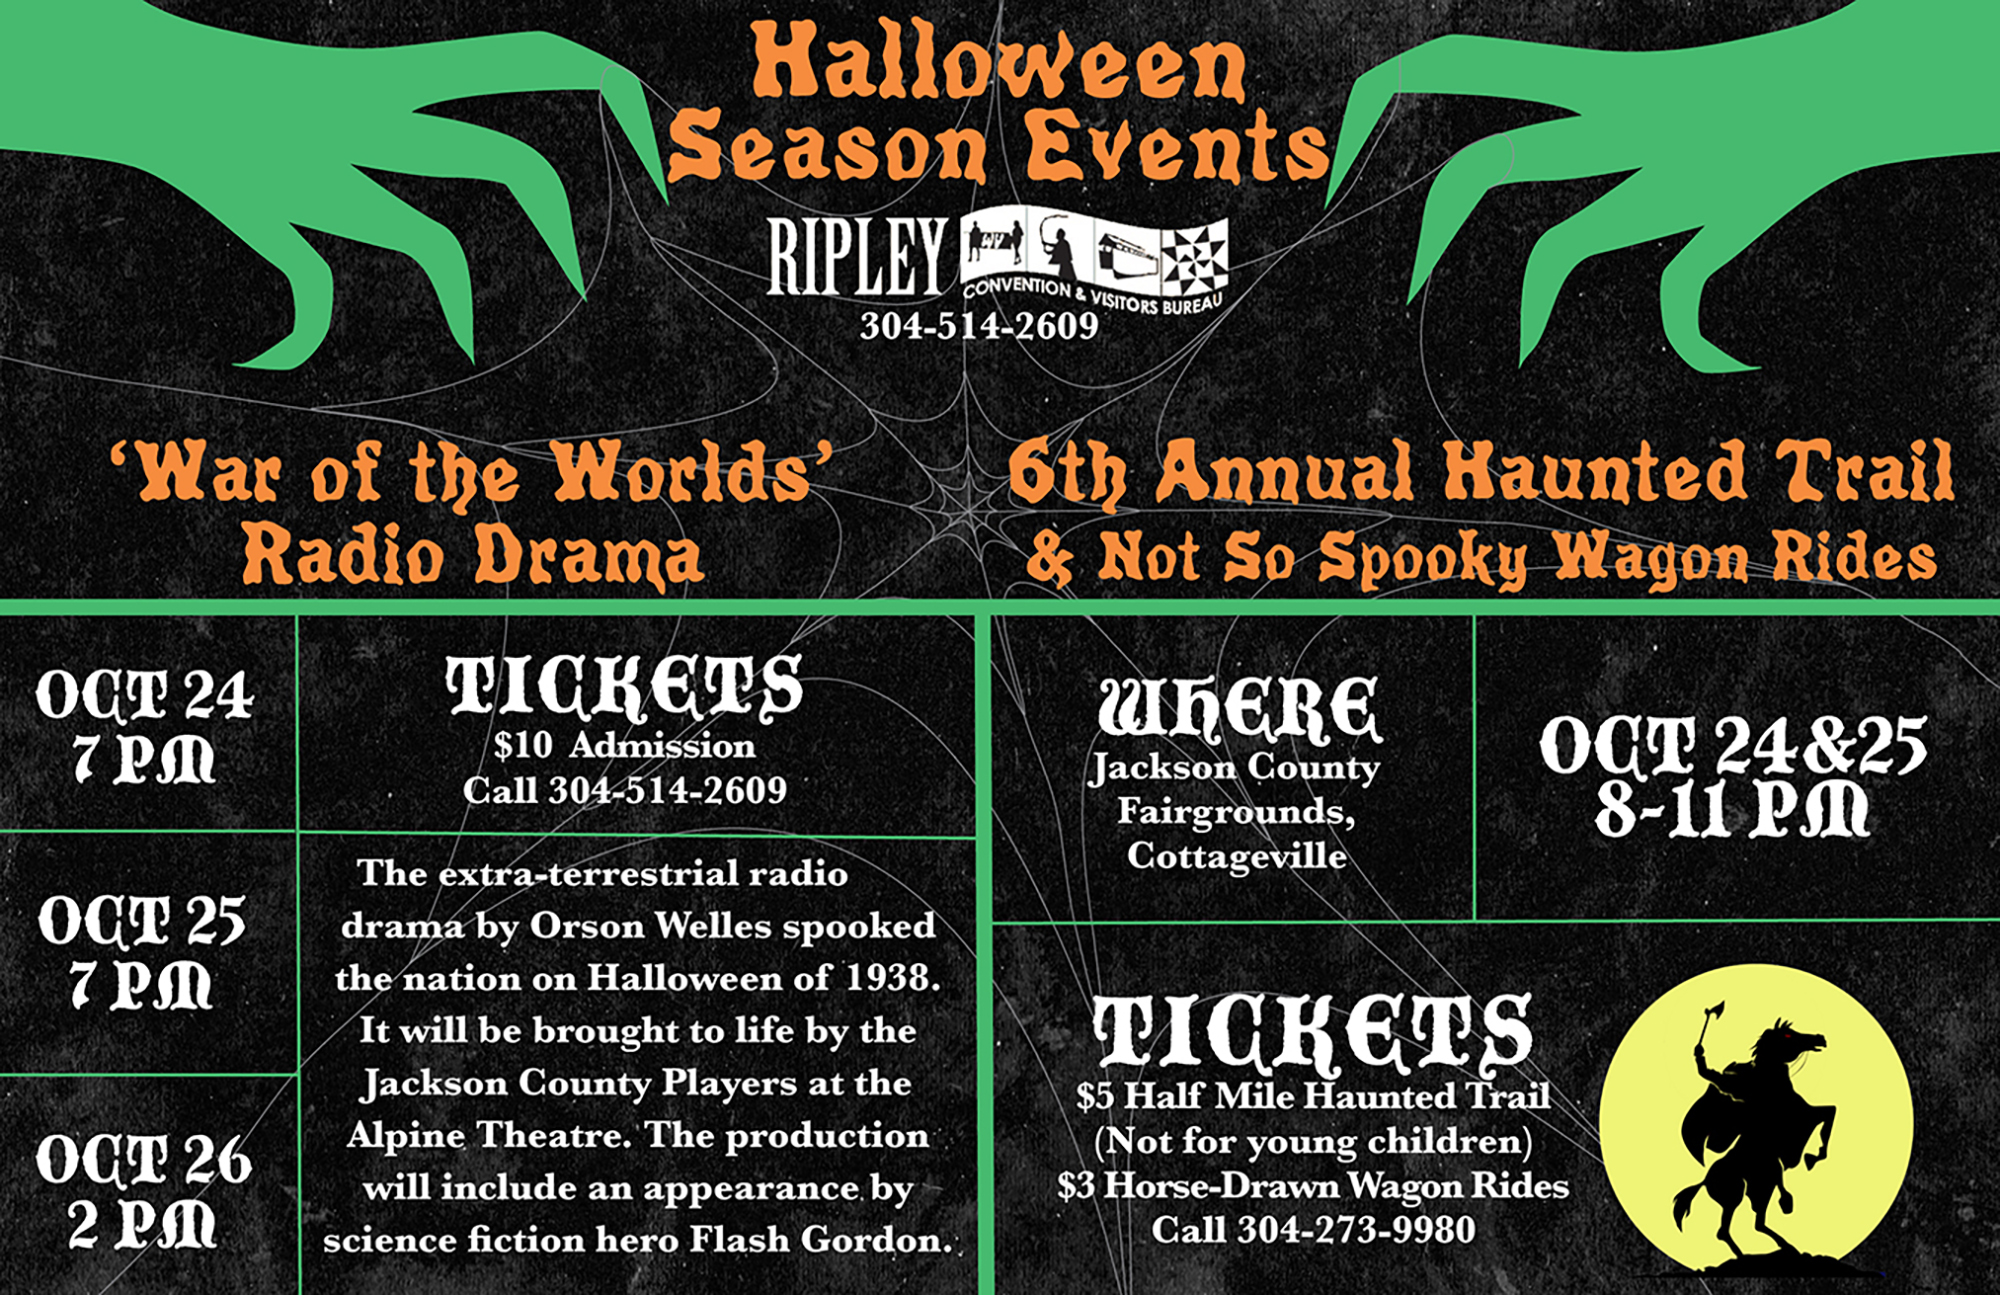 Halloween
Season Events
RIPLEY
CONVENTION & VISITORS BUREAU
304-514-2609
‘War of the Worlds’
Radio Drama
OCT 24
7 PM
OCT 25
7 PM
OCT 26
2 PM
TICKETS
$10 Admission
Call 304-514-2609
The extra-terrestrial radio
drama by Orson Welles spooked
the nation on Halloween of 1938.
It will be brought to life by the
Jackson County Players at the
Alpine Theatre. The production
will include an appearance by
science fiction hero Flash Gordon.
6th Annual Haunted Trail
& Not So Spooky Wagon Rides
WHERE
Jackson County
Fairgrounds,
Cottageville
OCT 24&25
8-11 PM
TICKETS
$5 Half Mile Haunted Trail
(Not for young children)
$3 Horse-Drawn Wagon Rides
Call 304-273-9980